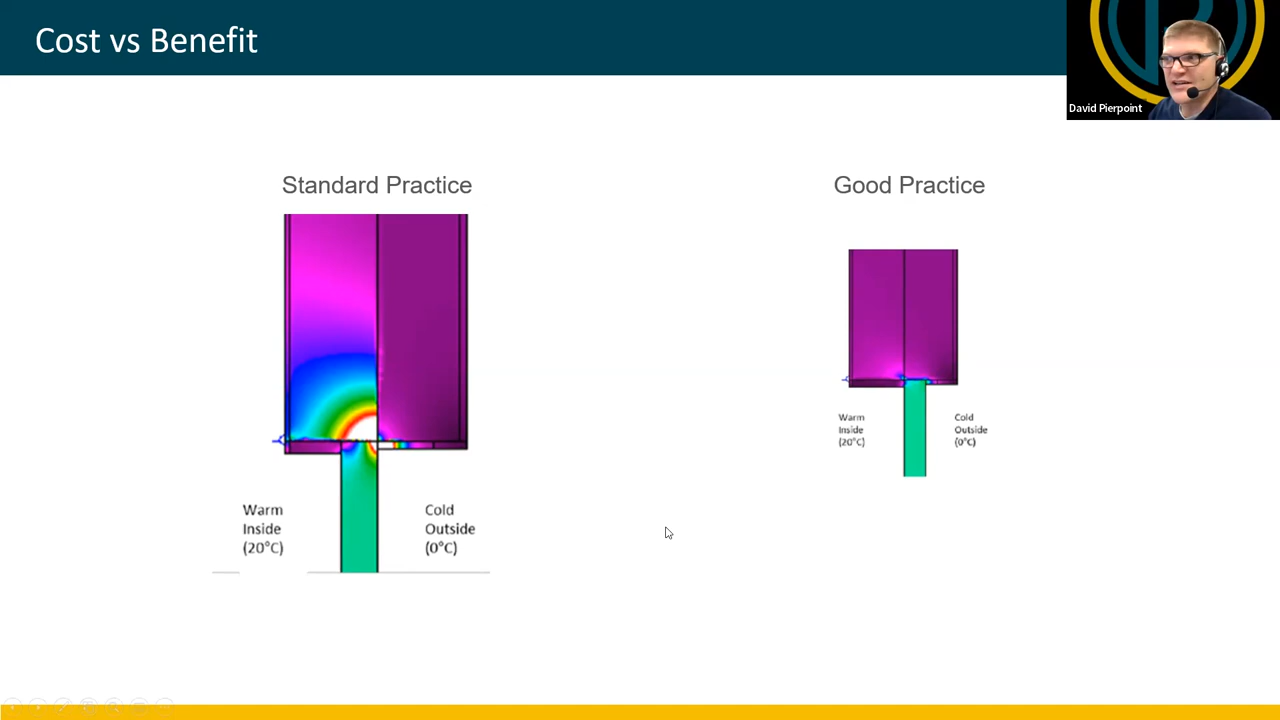 Cost vs Benefit
David Pierpoint
Standard Practice
Good Practice
Warm
Inside
(20°C)
Cold
Outside
(0°C)
Warm
Inside
(20°C)
Cold
Outside
(0°C)